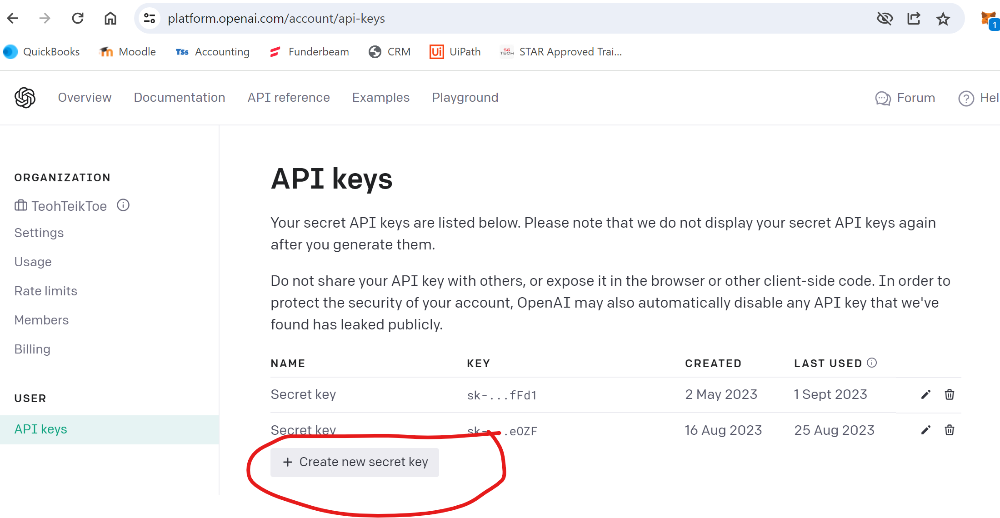 platform.openai.com/account/api-keys
1
QuickBooks Moodle TSs Accounting Funderbeam CRM Ui UiPath SG TECH STAR Approved Trai...
Overview Documentation API reference Examples Playground Forum Hel
ORGANIZATION
TeohTeikToe
Settings
Usage
Rate limits
Members
Billing
USER
API keys
API keys
Your secret API keys are listed below. Please note that we do not display your secret API keys again
after you generate them.
Do not share your API key with others, or expose it in the browser or other client-side code. In order to
protect the security of your account, OpenAI may also automatically disable any API key that we've
found has leaked publicly.
NAME KEY CREATED LAST USED
Secret key sk-...fFd1 2 May 2023 1 Sept 2023
Secret key sk-...e0ZF 16 Aug 2023 25 Aug 2023
+ Create new secret key